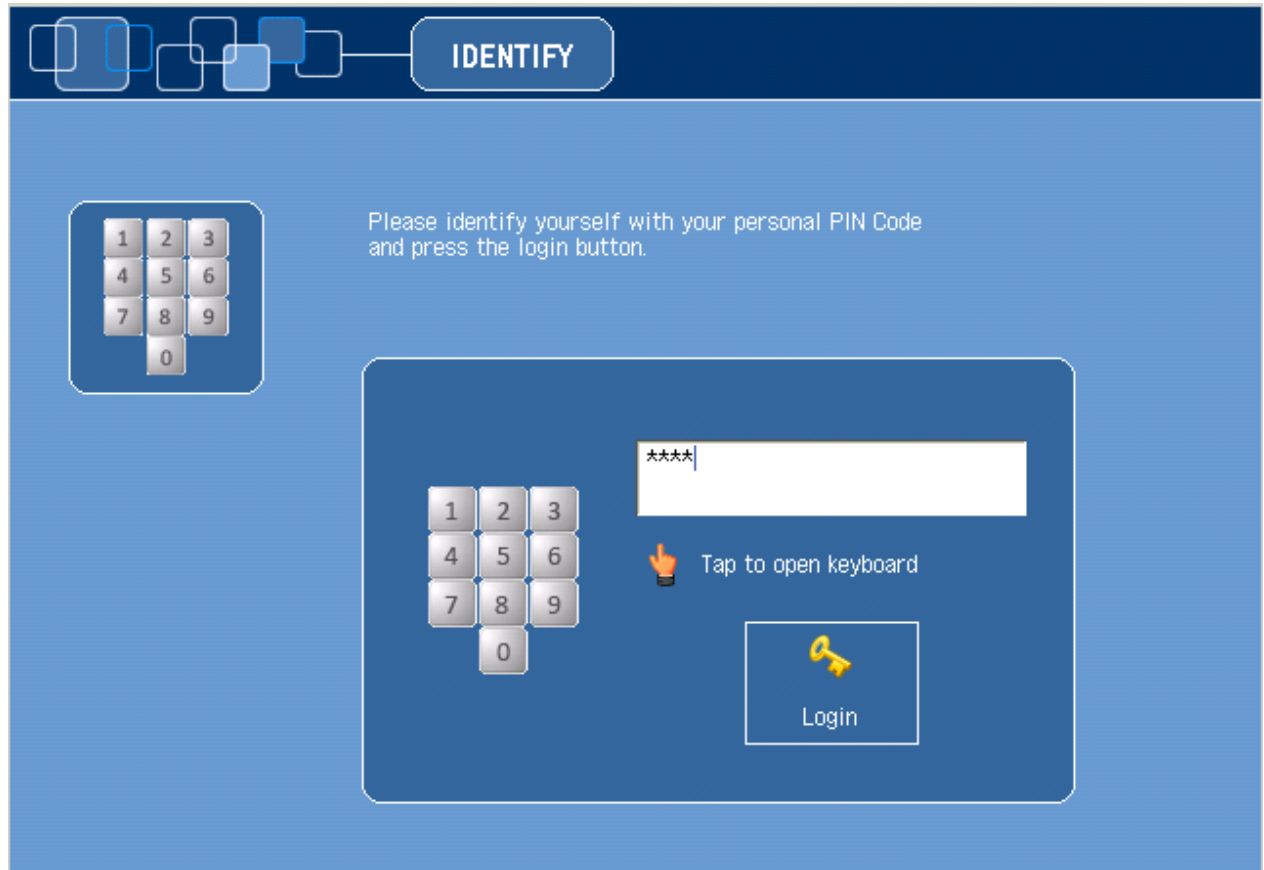 IDENTIFY
Please identify yourself with your personal PIN Code
and press the login button.
1 2 3
4 5 6
7 8 9
0
****
1 2 3
4 5 6
7 8 9
0
Tap to open keyboard
Login